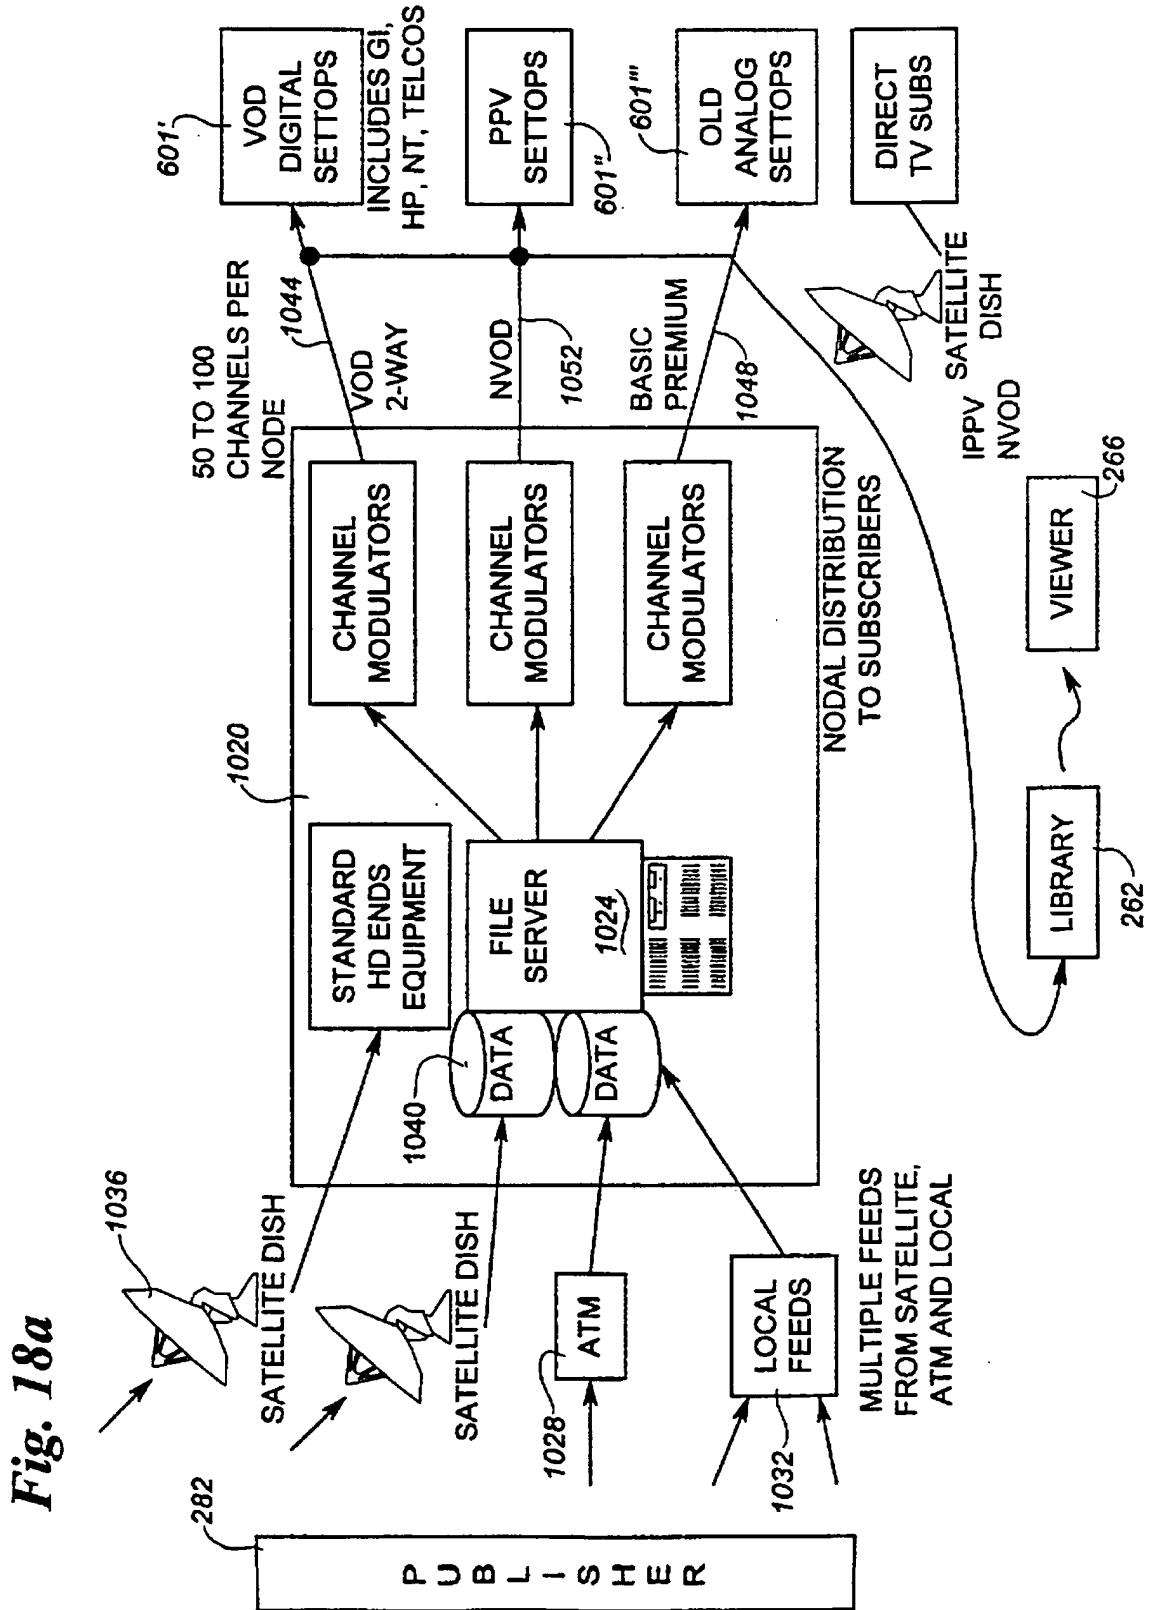 Fig. 18a
282
PUBLISHER
1036
SATELLITE DISH
SATELLITE DISH
1028
ATM
LOCAL
FEEDS
1032
MULTIPLE FEEDS
FROM SATELLITE,
ATM AND LOCAL
1020
STANDARD
HD ENDS
EQUIPMENT
1040
DATA
DATA
FILE
SERVER
1024
CHANNEL
MODULATORS
CHANNEL
MODULATORS
CHANNEL
MODULATORS
NODAL DISTRIBUTION
TO SUBSCRIBERS
50 TO 100
CHANNELS PER
NODE
1044
VOD
2-WAY
NVOD
1052
BASIC
PREMIUM
1048
601'
VOD
DIGITAL
SETTOPS
INCLUDES GI,
HP, NT, TELCOS
PPV
SETTOPS
601"
601'''
OLD
ANALOG
SETTOPS
DIRECT
TV SUBS
SATELLITE
DISH
IPPV
NVOD
LIBRARY
262
VIEWER
266